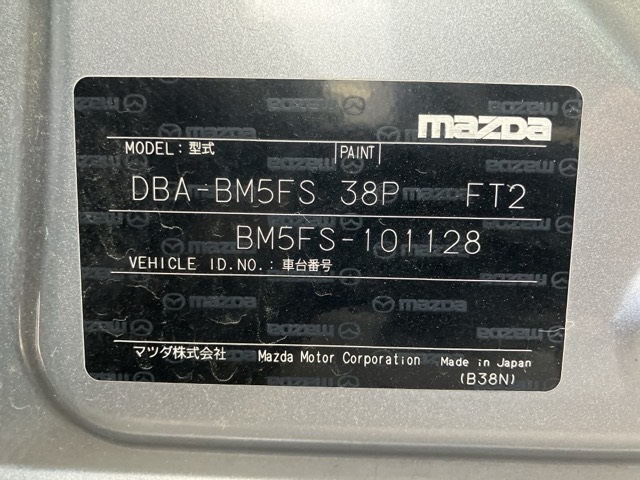 mazda
MODEL: 型式 PAINT
DBA-BM5FS 38P FT2
BM5FS-101128
VEHICLE ID.NO.: 車台番号
マツダ株式会社 Mazda Motor Corporation Made in Japan
(B38N)